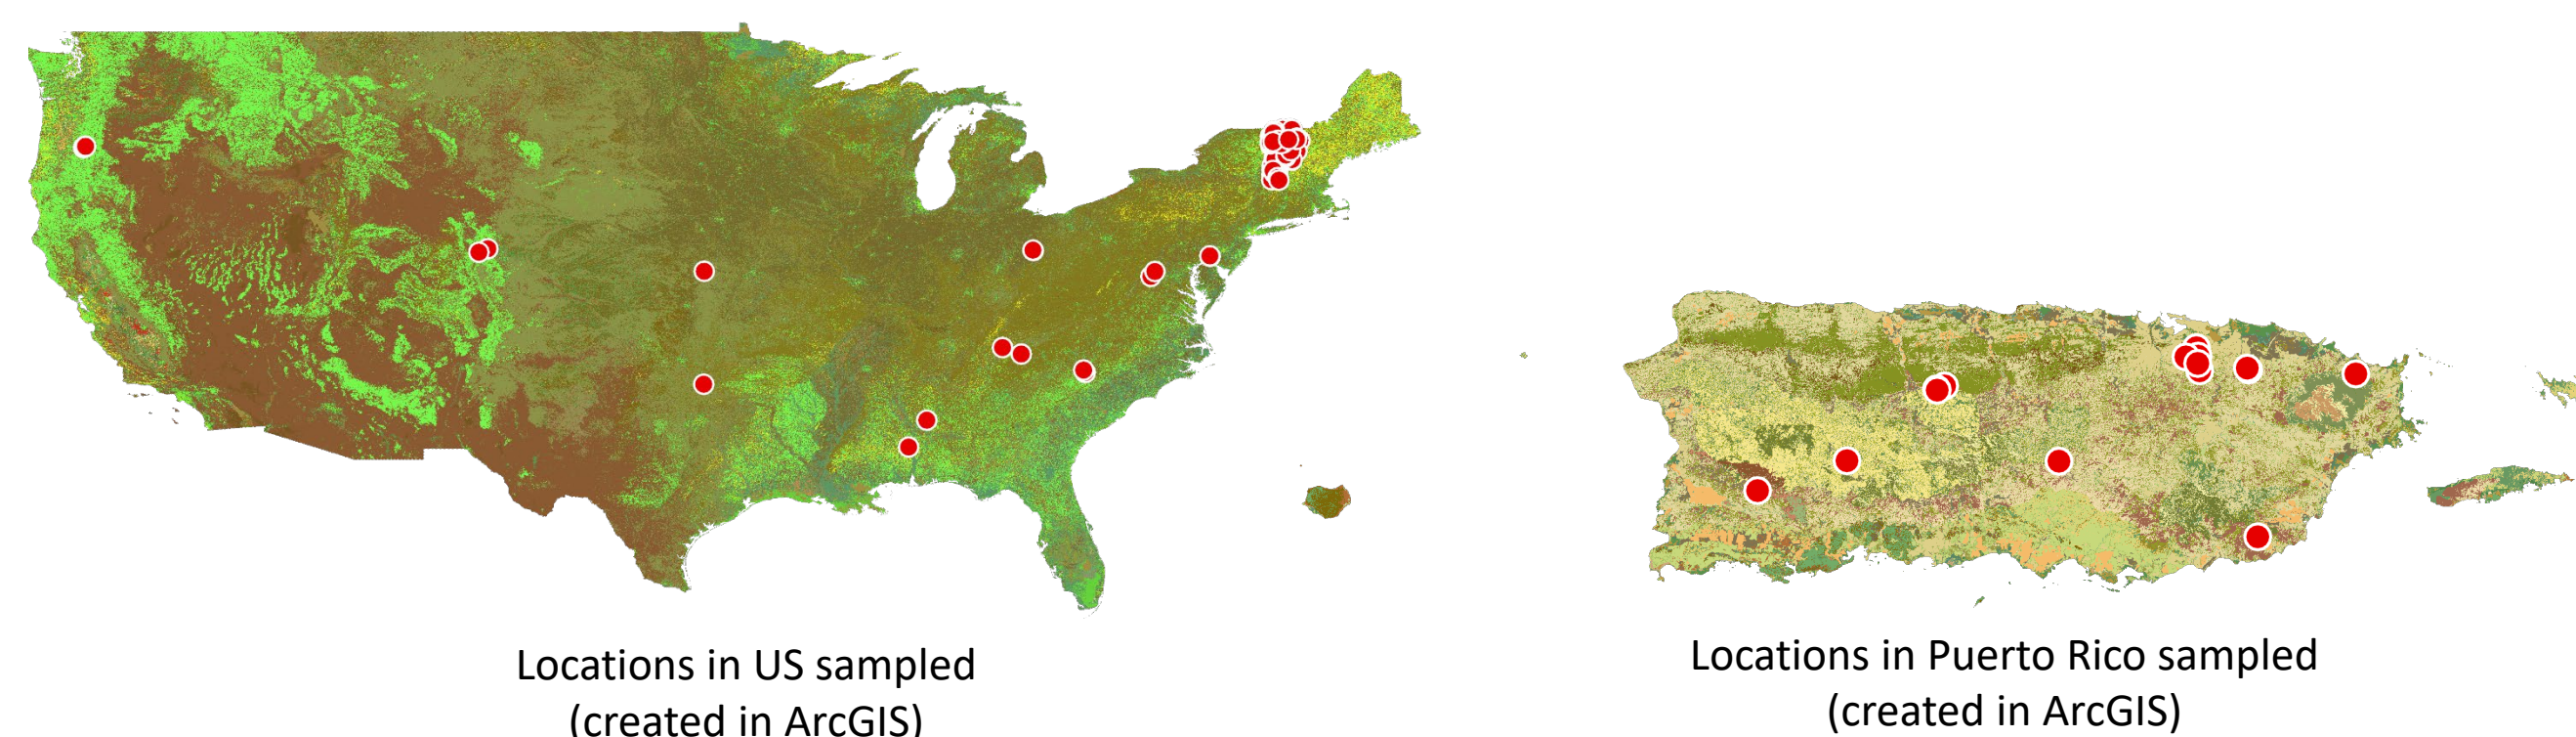 Locations in US sampled
(created in ArcGIS)
Locations in Puerto Rico sampled
(created in ArcGIS)